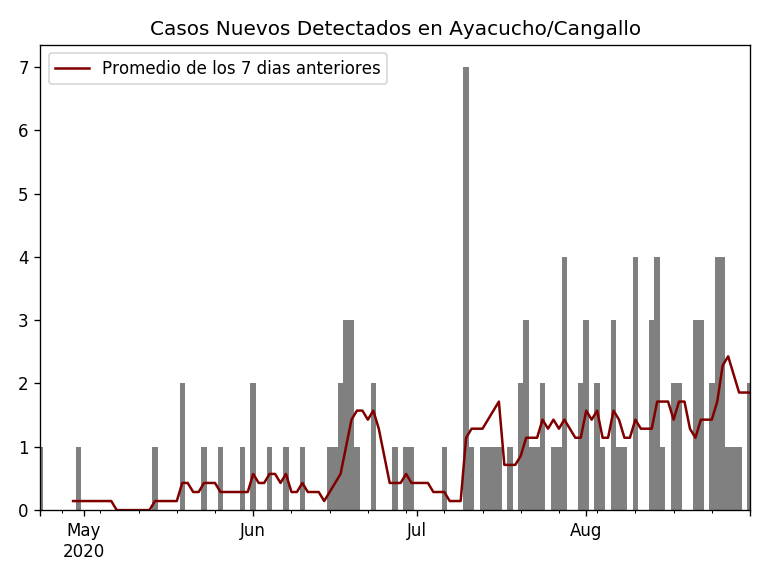 Casos Nuevos Detectados en Ayacucho/Cangallo
Promedio de los 7 dias anteriores
7
6
5
4
3
2
1
0
May
2020
Jun
Jul
Aug